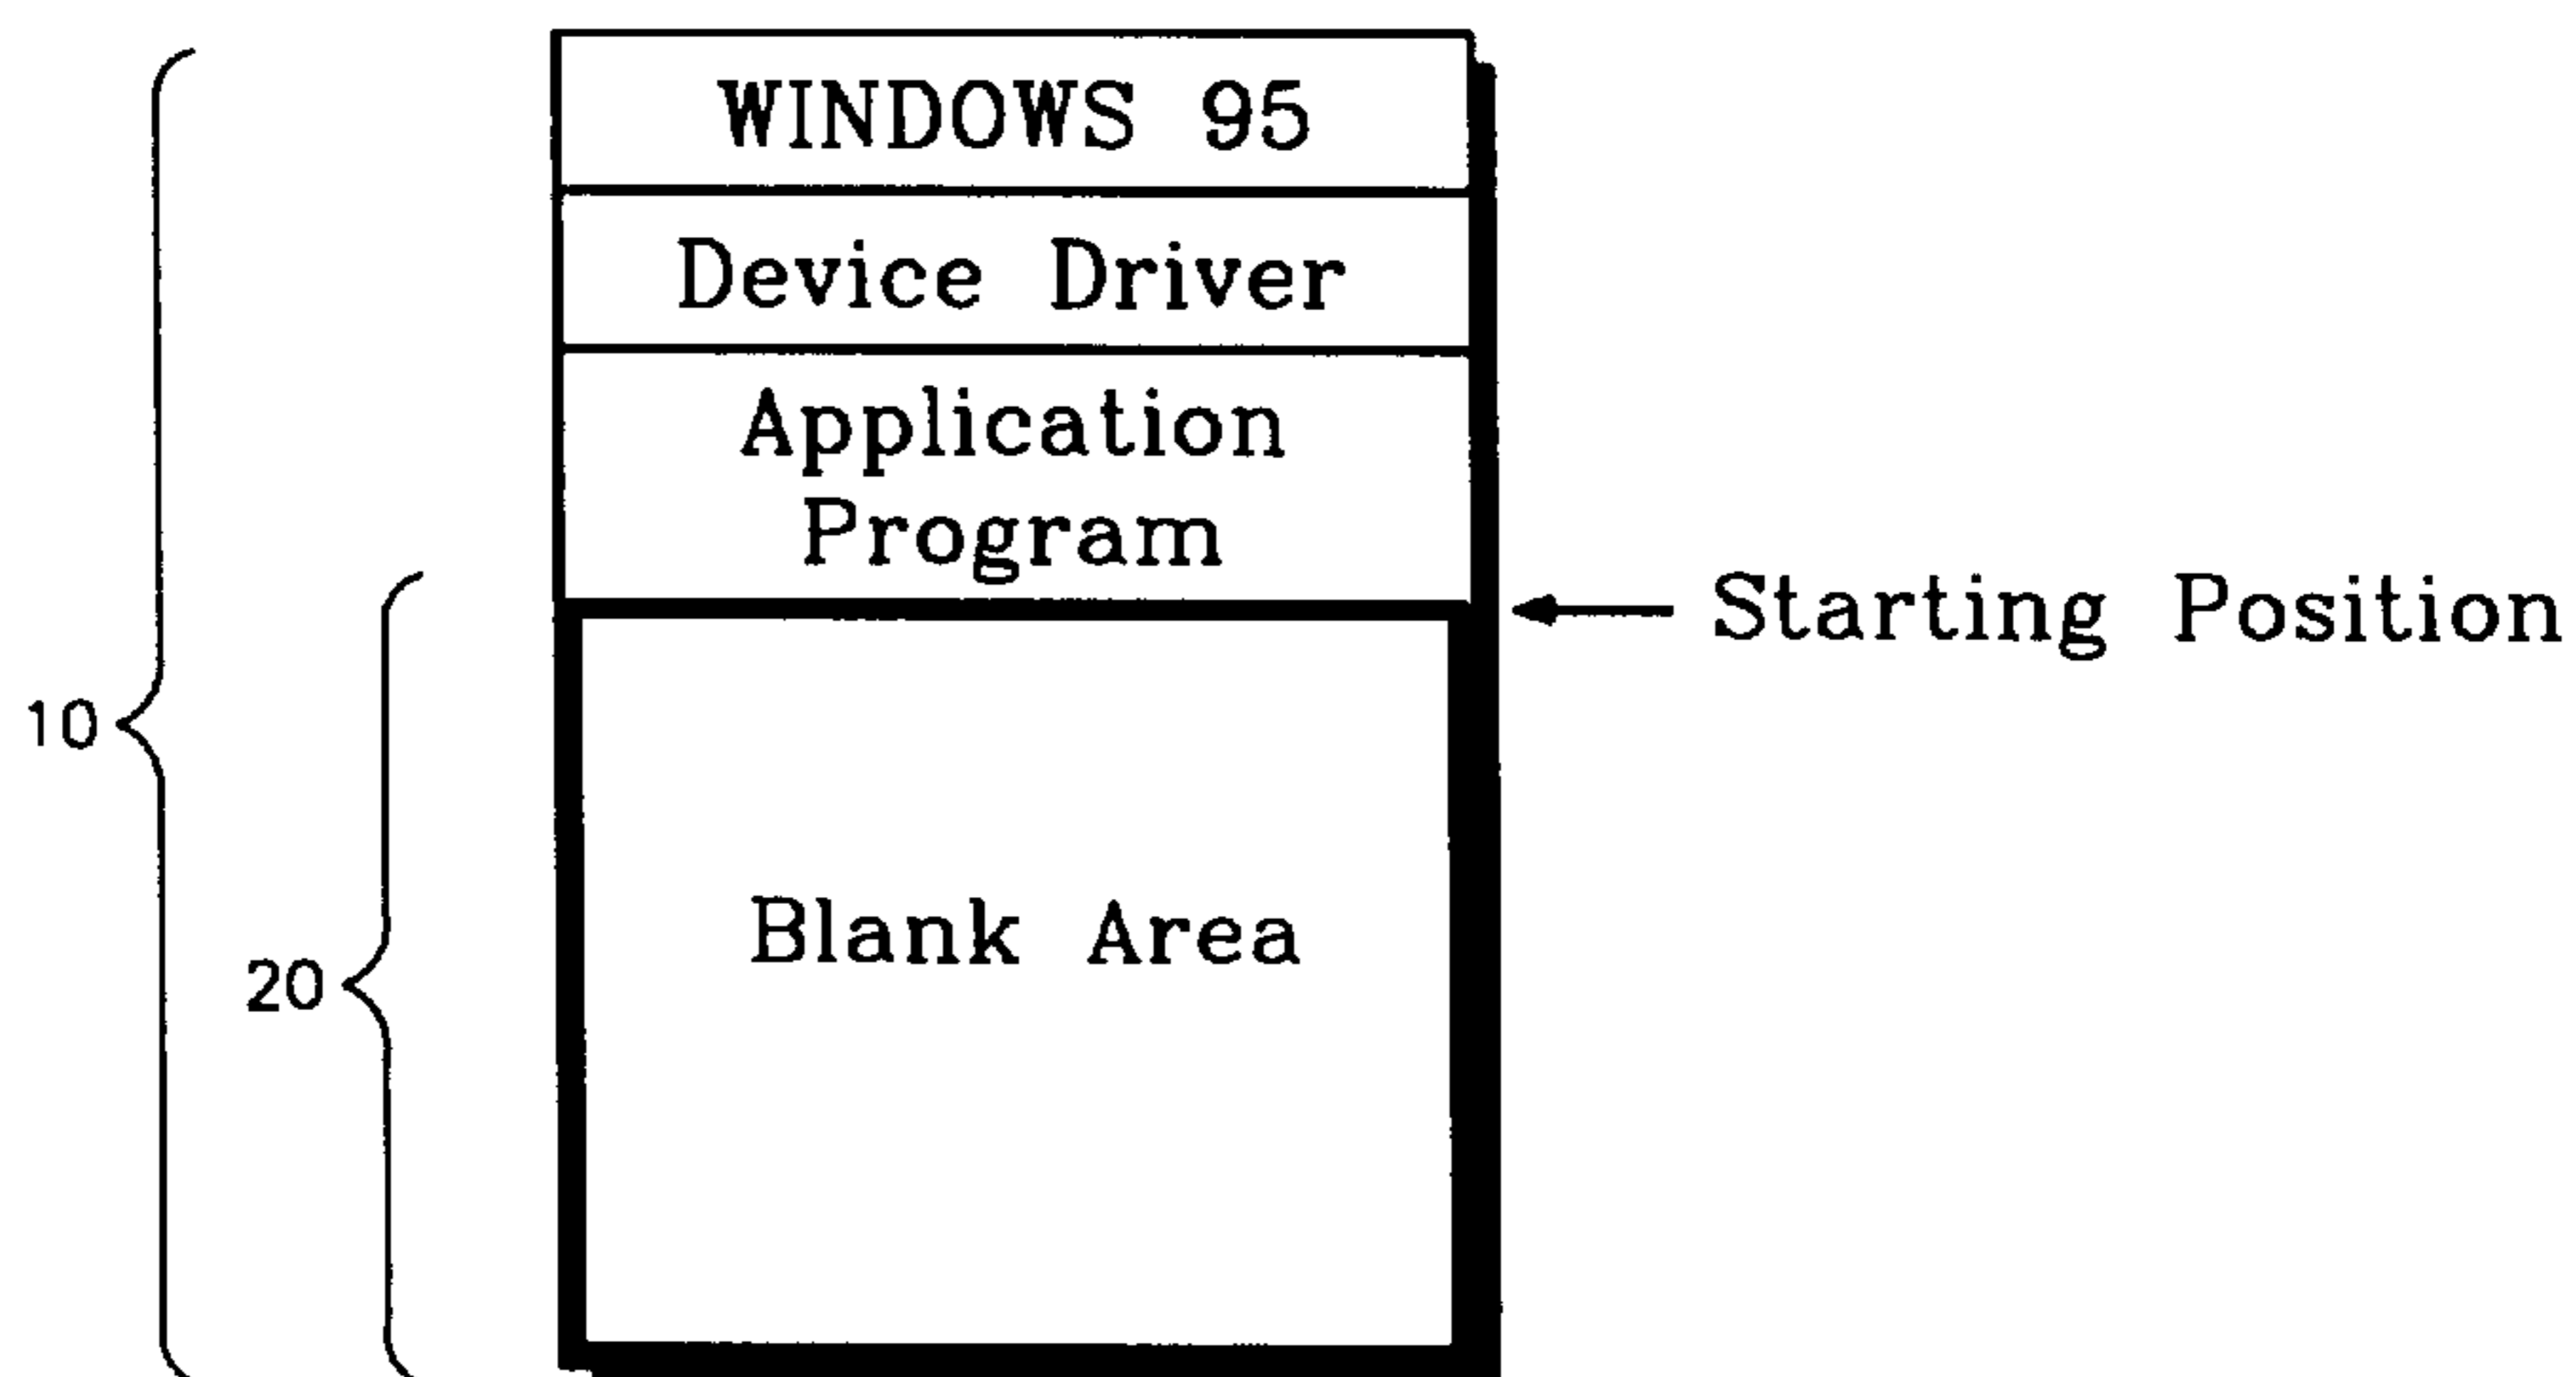 WINDOWS 95
Device Driver
Application
Program
Starting Position
10
Blank Area
20